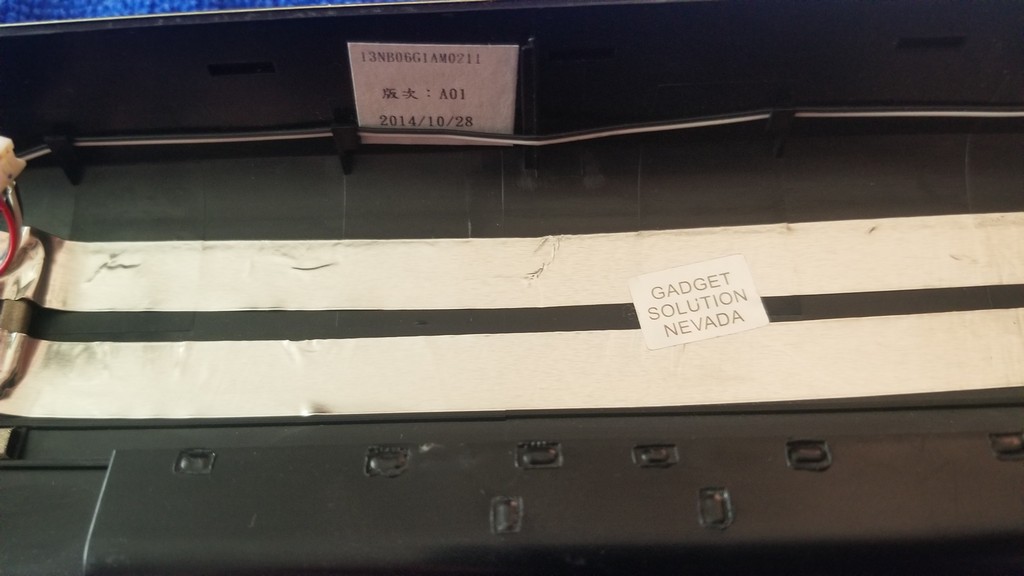 13NB06G1AM0211
版次：A01
2014/10/28
GADGET
SOLUTION
NEVADA